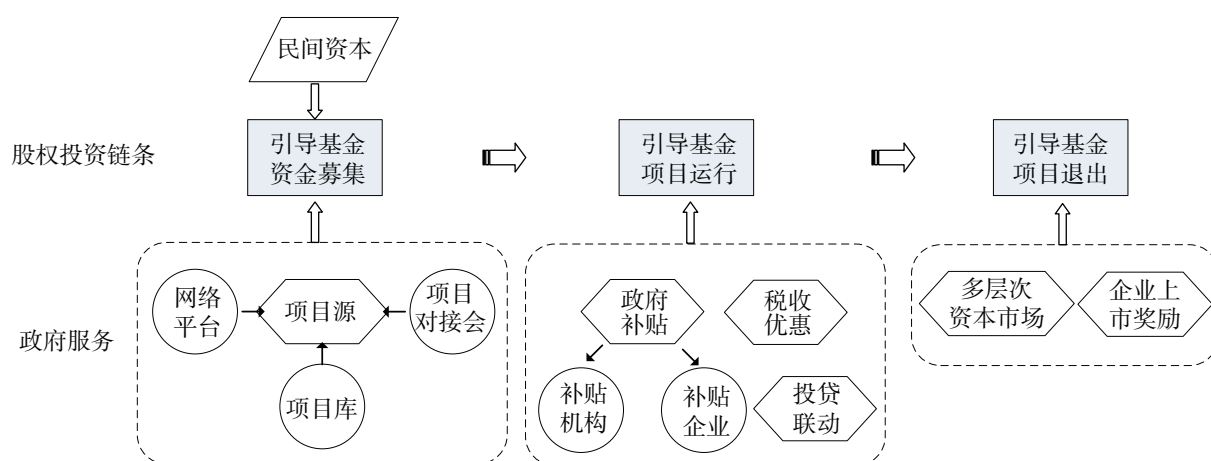 民间资本
股权投资链条
引导基金
资金募集
引导基金
项目运行
引导基金
项目退出
政府服务
网络
平台
项目源
项目
对接会
项目库
政府
补贴
税收
优惠
补贴
机构
补贴
企业
投贷
联动
多层次
资本市场
企业上
市奖励